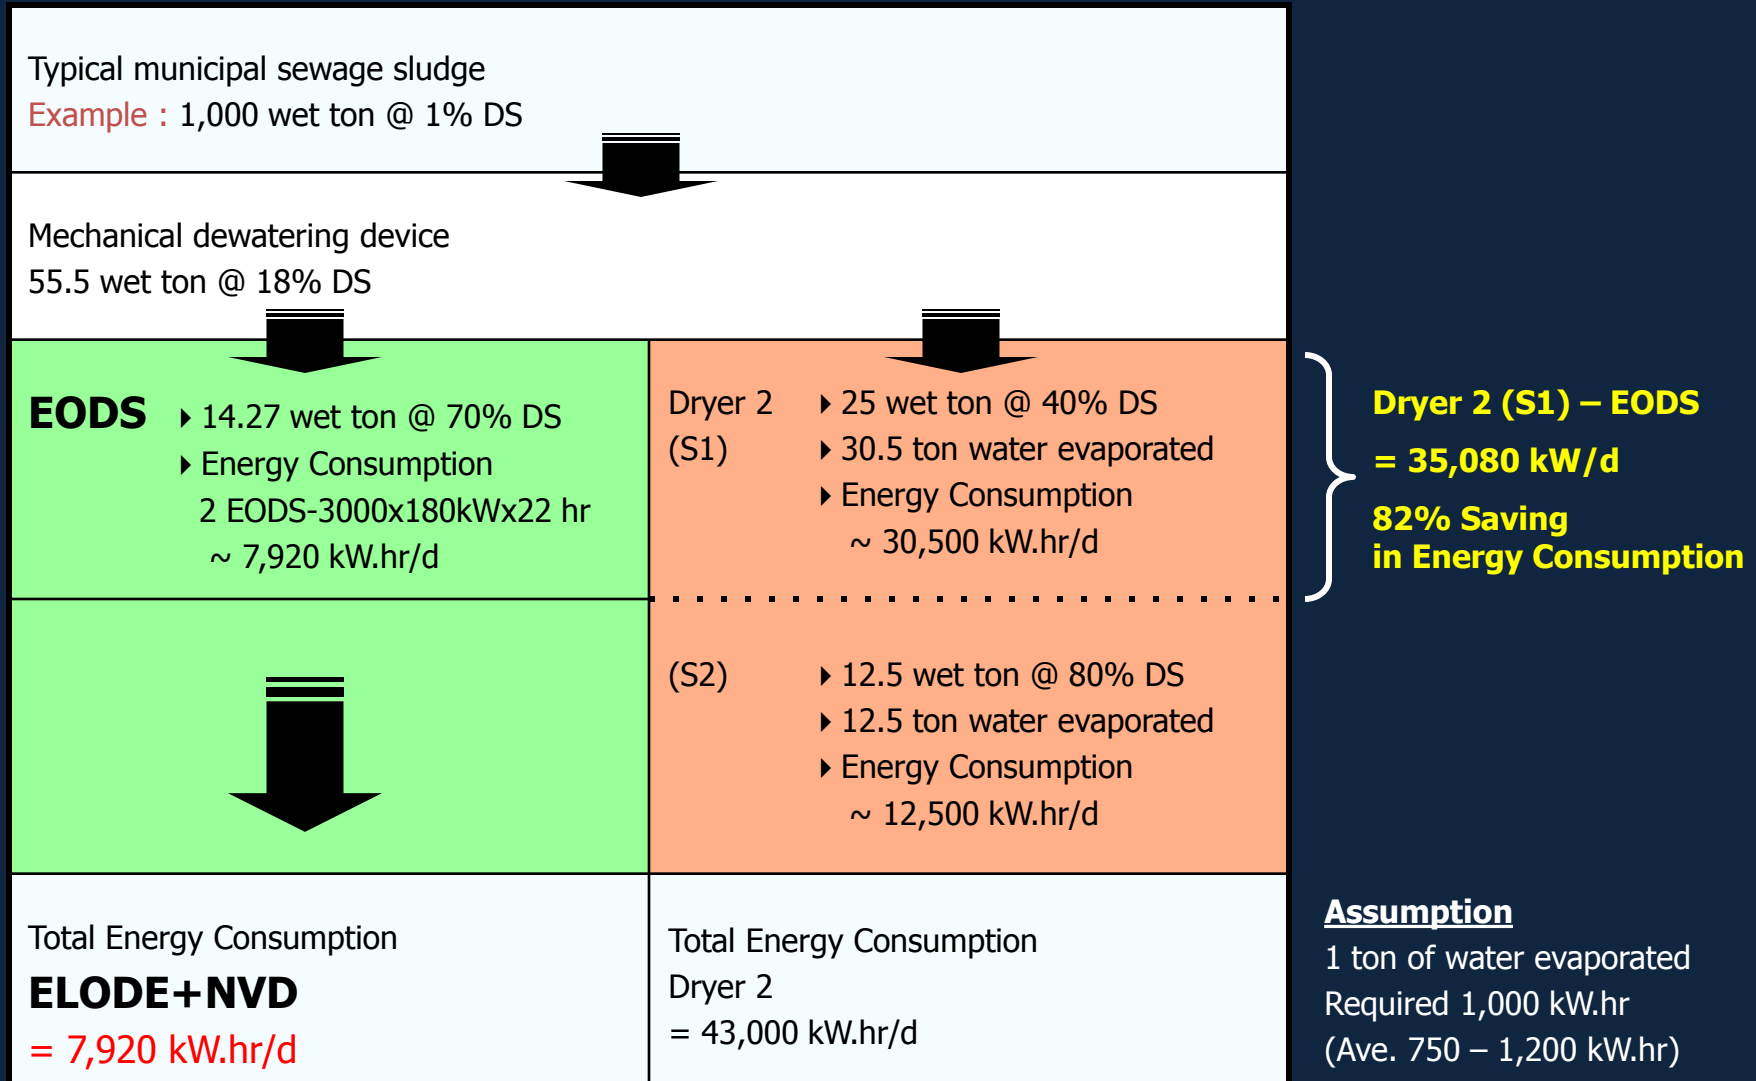 Typical municipal sewage sludge
Example : 1,000 wet ton @ 1% DS
Mechanical dewatering device
55.5 wet ton @ 18% DS
EODS
14.27 wet ton @ 70% DS
Energy Consumption
2 EODS-3000x180kWx22 hr
~ 7,920 kW.hr/d
Dryer 2
(S1)
25 wet ton @ 40% DS
30.5 ton water evaporated
Energy Consumption
~ 30,500 kW.hr/d
Dryer 2 (S1) – EODS
= 35,080 kW/d
82% Saving
in Energy Consumption
(S2)
12.5 wet ton @ 80% DS
12.5 ton water evaporated
Energy Consumption
~ 12,500 kW.hr/d
Total Energy Consumption
ELODE+NVD
= 7,920 kW.hr/d
Total Energy Consumption
Dryer 2
= 43,000 kW.hr/d
Assumption
1 ton of water evaporated
Required 1,000 kW.hr
(Ave. 750 – 1,200 kW.hr)